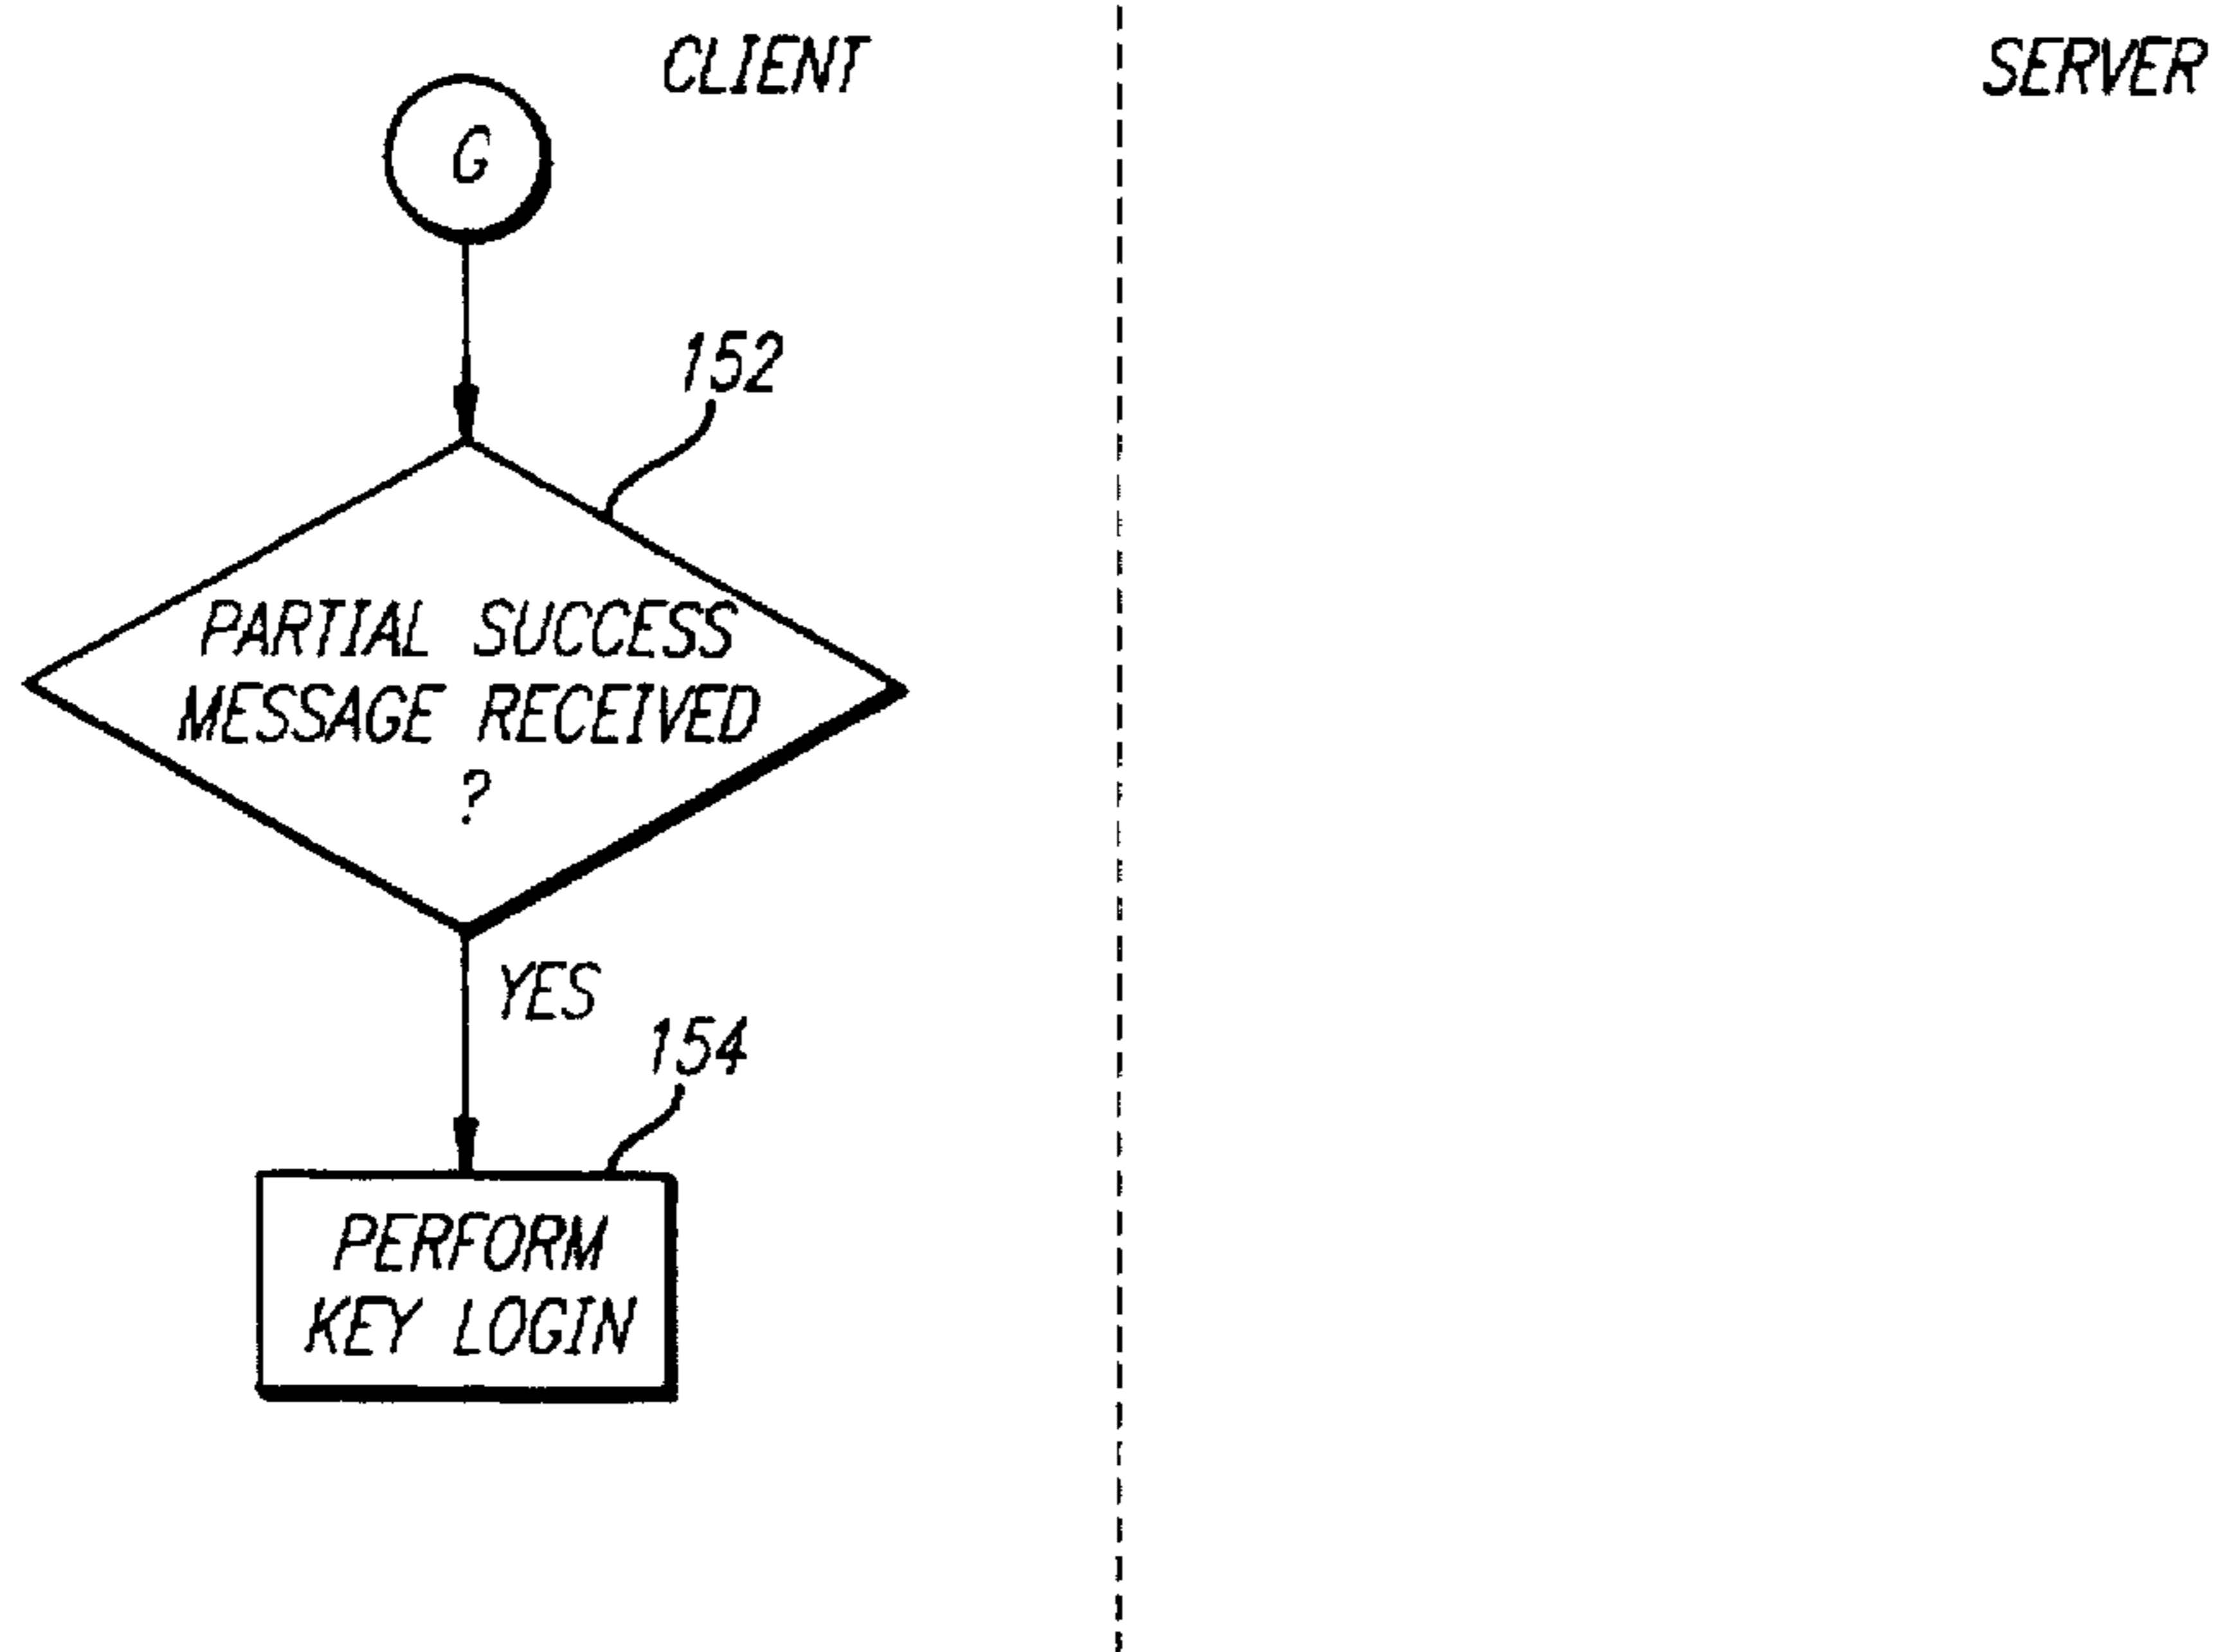 CLIENT
SERVER
G
152
PARTIAL SUCCESS
MESSAGE RECEIVED
?
YES
154
PERFORM
KEY LOGIN